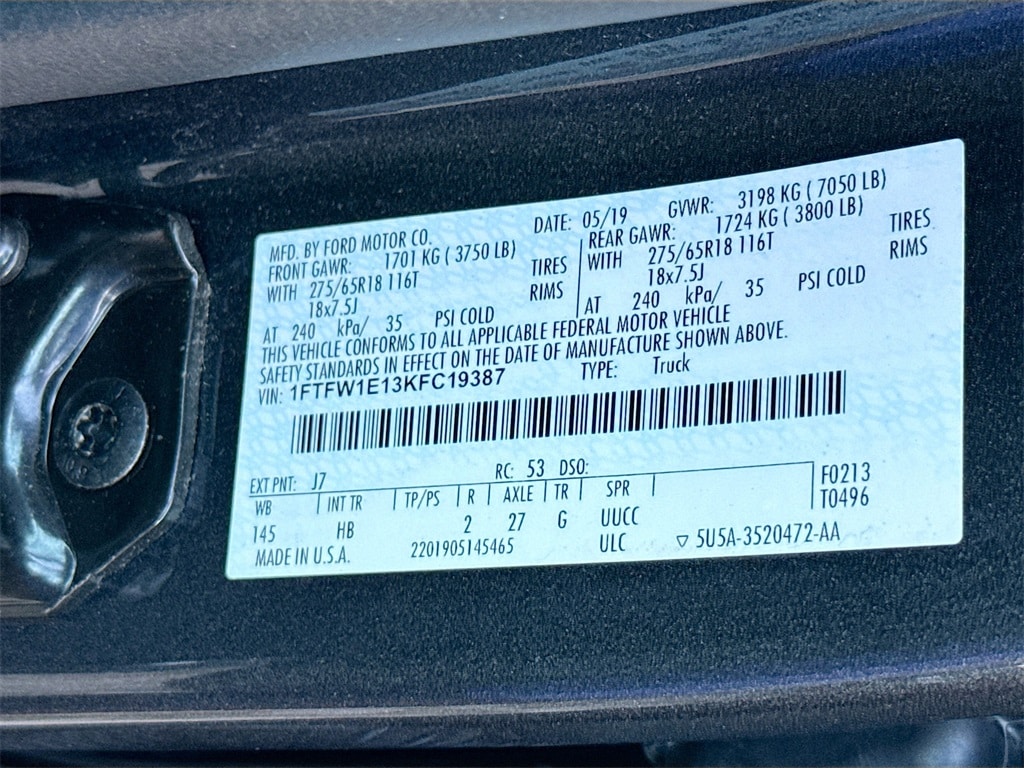 MFD. BY FORD MOTOR CO. DATE: 05/19 GVWR: 3198 KG ( 7050 LB)
FRONT GAWR: 1701 KG ( 3750 LB) REAR GAWR: 1724 KG ( 3800 LB)
WITH 275/65R18 116T TIRES WITH 275/65R18 116T TIRES
18x7.5J RIMS 18x7.5J RIMS
AT 240 kPa/ 35 PSI COLD AT 240 kPa/ 35 PSI COLD
THIS VEHICLE CONFORMS TO ALL APPLICABLE FEDERAL MOTOR VEHICLE
SAFETY STANDARDS IN EFFECT ON THE DATE OF MANUFACTURE SHOWN ABOVE.
VIN: 1FTFW1E13KFC19387 TYPE: Truck
EXT PNT: J7 RC: 53 DSO: F0213
WB INT TR TP/PS R AXLE TR SPR T0496
145 HB 2 27 G UUCC
MADE IN U.S.A. 2201905145465 ULC ▽ 5U5A-3520472-AA